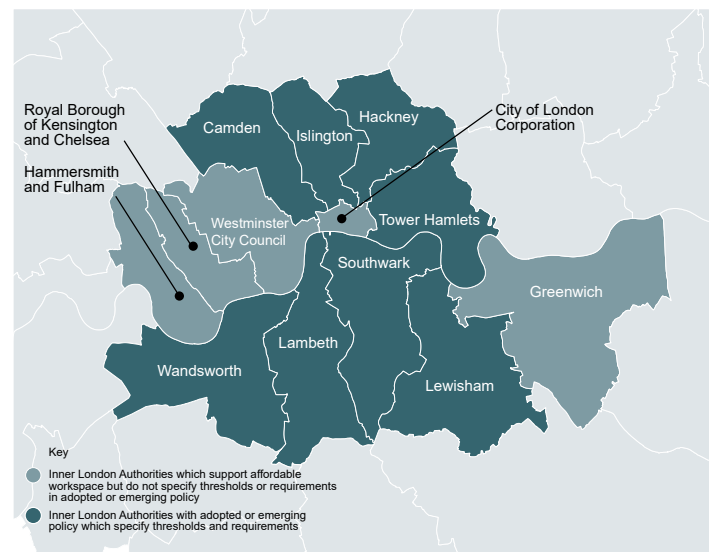 Royal Borough
of Kensington
and Chelsea
Hammersmith
and Fulham
Camden
Islington
Hackney
City of London
Corporation
Westminster
City Council
Tower Hamlets
Southwark
Greenwich
Lambeth
Wandsworth
Lewisham
Key
Inner London Authorities which support affordable
workspace but do not specify thresholds or requirements
in adopted or emerging policy
Inner London Authorities with adopted or emerging
policy which specify thresholds and requirements